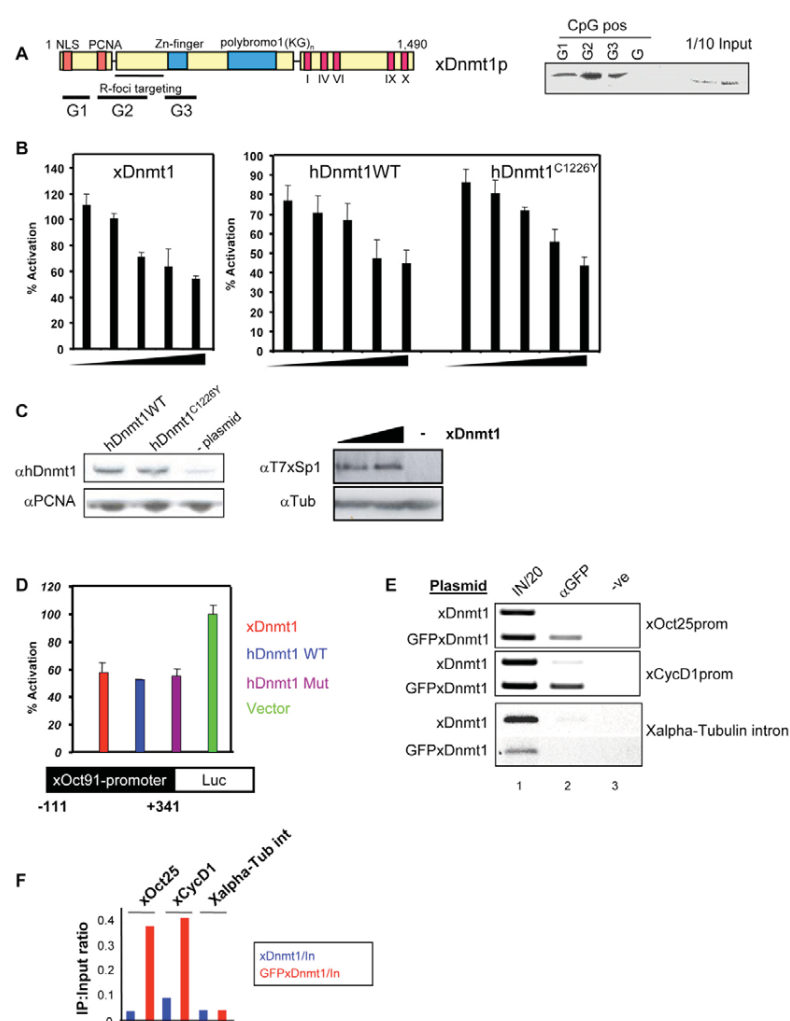 A
1 NLS PCNA Zn-finger polybromo1(KG)n 1,490
xDnmt1p
I IV VI IX X
R-foci targeting
G1 G2 G3
CpG pos
G1 G2 G3 G
1/10 Input
B
% Activation
140
120
100
80
60
40
20
0
xDnmt1
% Activation
100
90
80
70
60
50
40
30
20
10
0
hDnmt1WT
hDnmt1C1226Y
C
hDnmt1WT
hDnmt1C1226Y
- plasmid
αhDnmt1
αPCNA
- xDnmt1
αT7xSp1
αTub
D
% Activation
120
100
80
60
40
20
0
xDnmt1
hDnmt1 WT
hDnmt1 Mut
Vector
xOct91-promoter Luc
-111 +341
E
Plasmid IN/20 αGFP -ve
xDnmt1
GFPxDnmt1
xOct25prom
xDnmt1
GFPxDnmt1
xCycD1prom
xDnmt1
GFPxDnmt1
Xalpha-Tubulin intron
1 2 3
F
xOct25
xCycD1
Xalpha-Tub int
IP:Input ratio
0.4
0.3
0.2
0.1
xDnmt1/In
GFPxDnmt1/In